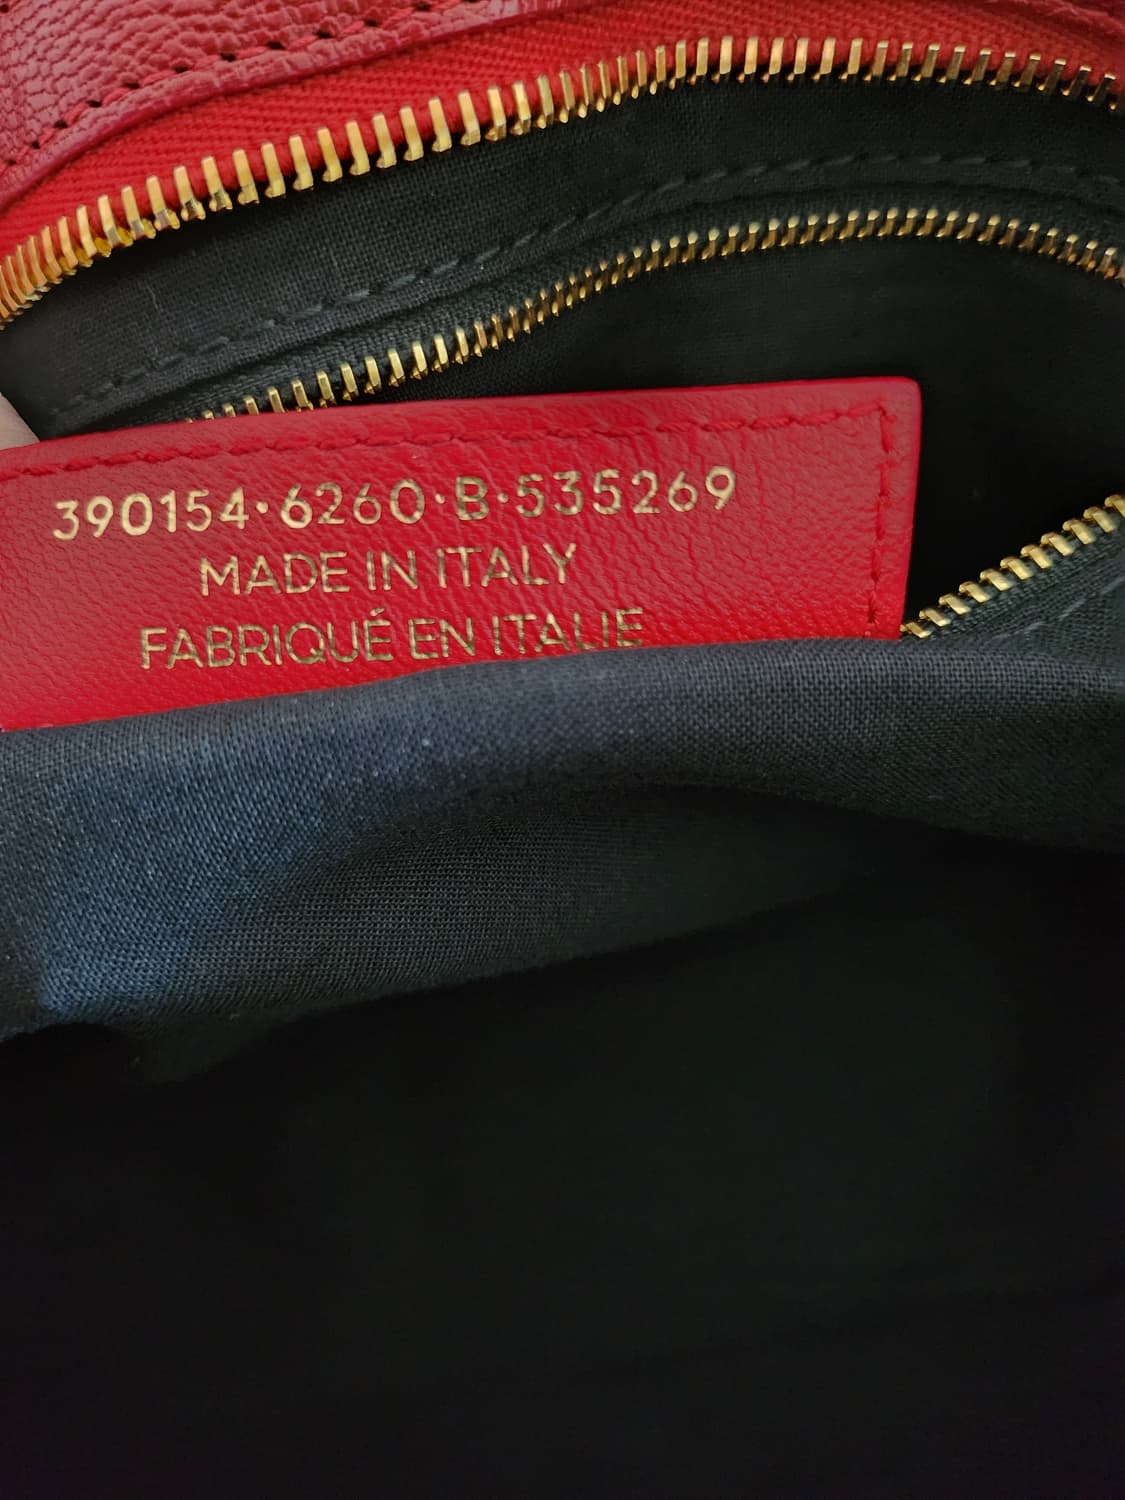 390154·6260·B·535269
MADE IN ITALY
FABRIQUÉ EN ITALIE